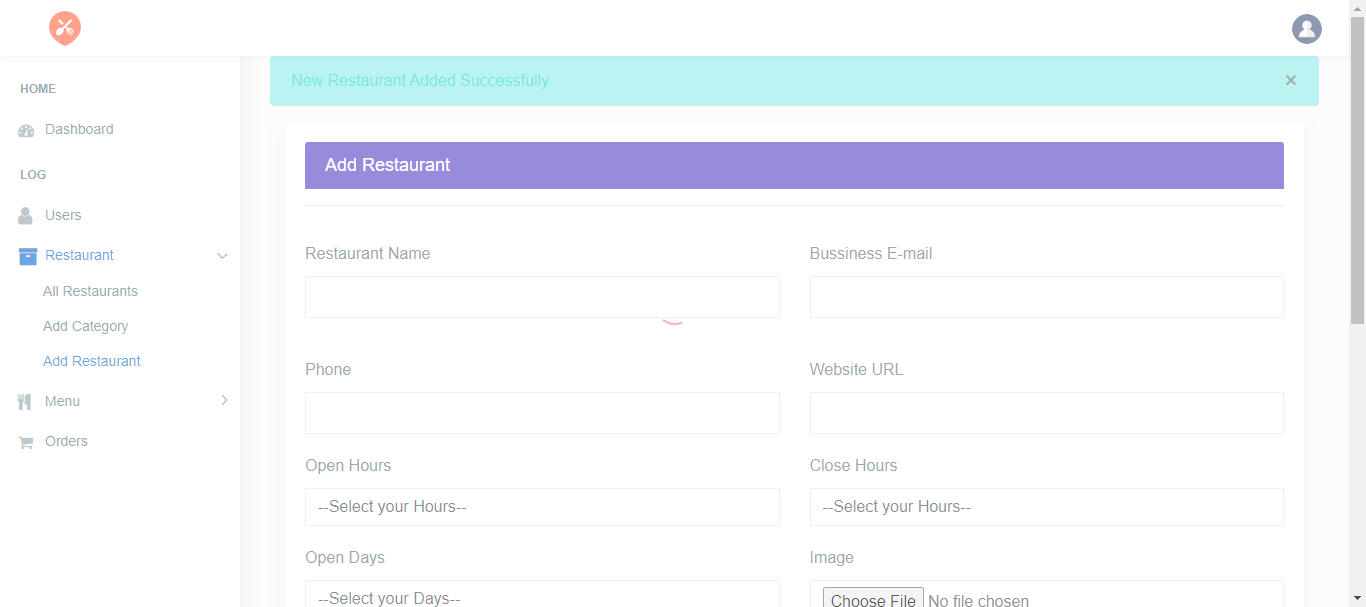 New Restaurant Added Successfully.
×
HOME
Dashboard
LOG
Users
Restaurant
All Restaurants
Add Category
Add Restaurant
Menu
Orders
Add Restaurant
Restaurant Name
Bussiness E-mail
Phone
Website URL
Open Hours
Close Hours
--Select your Hours--
--Select your Hours--
Open Days
Image
--Select your Days--
Choose File No file chosen